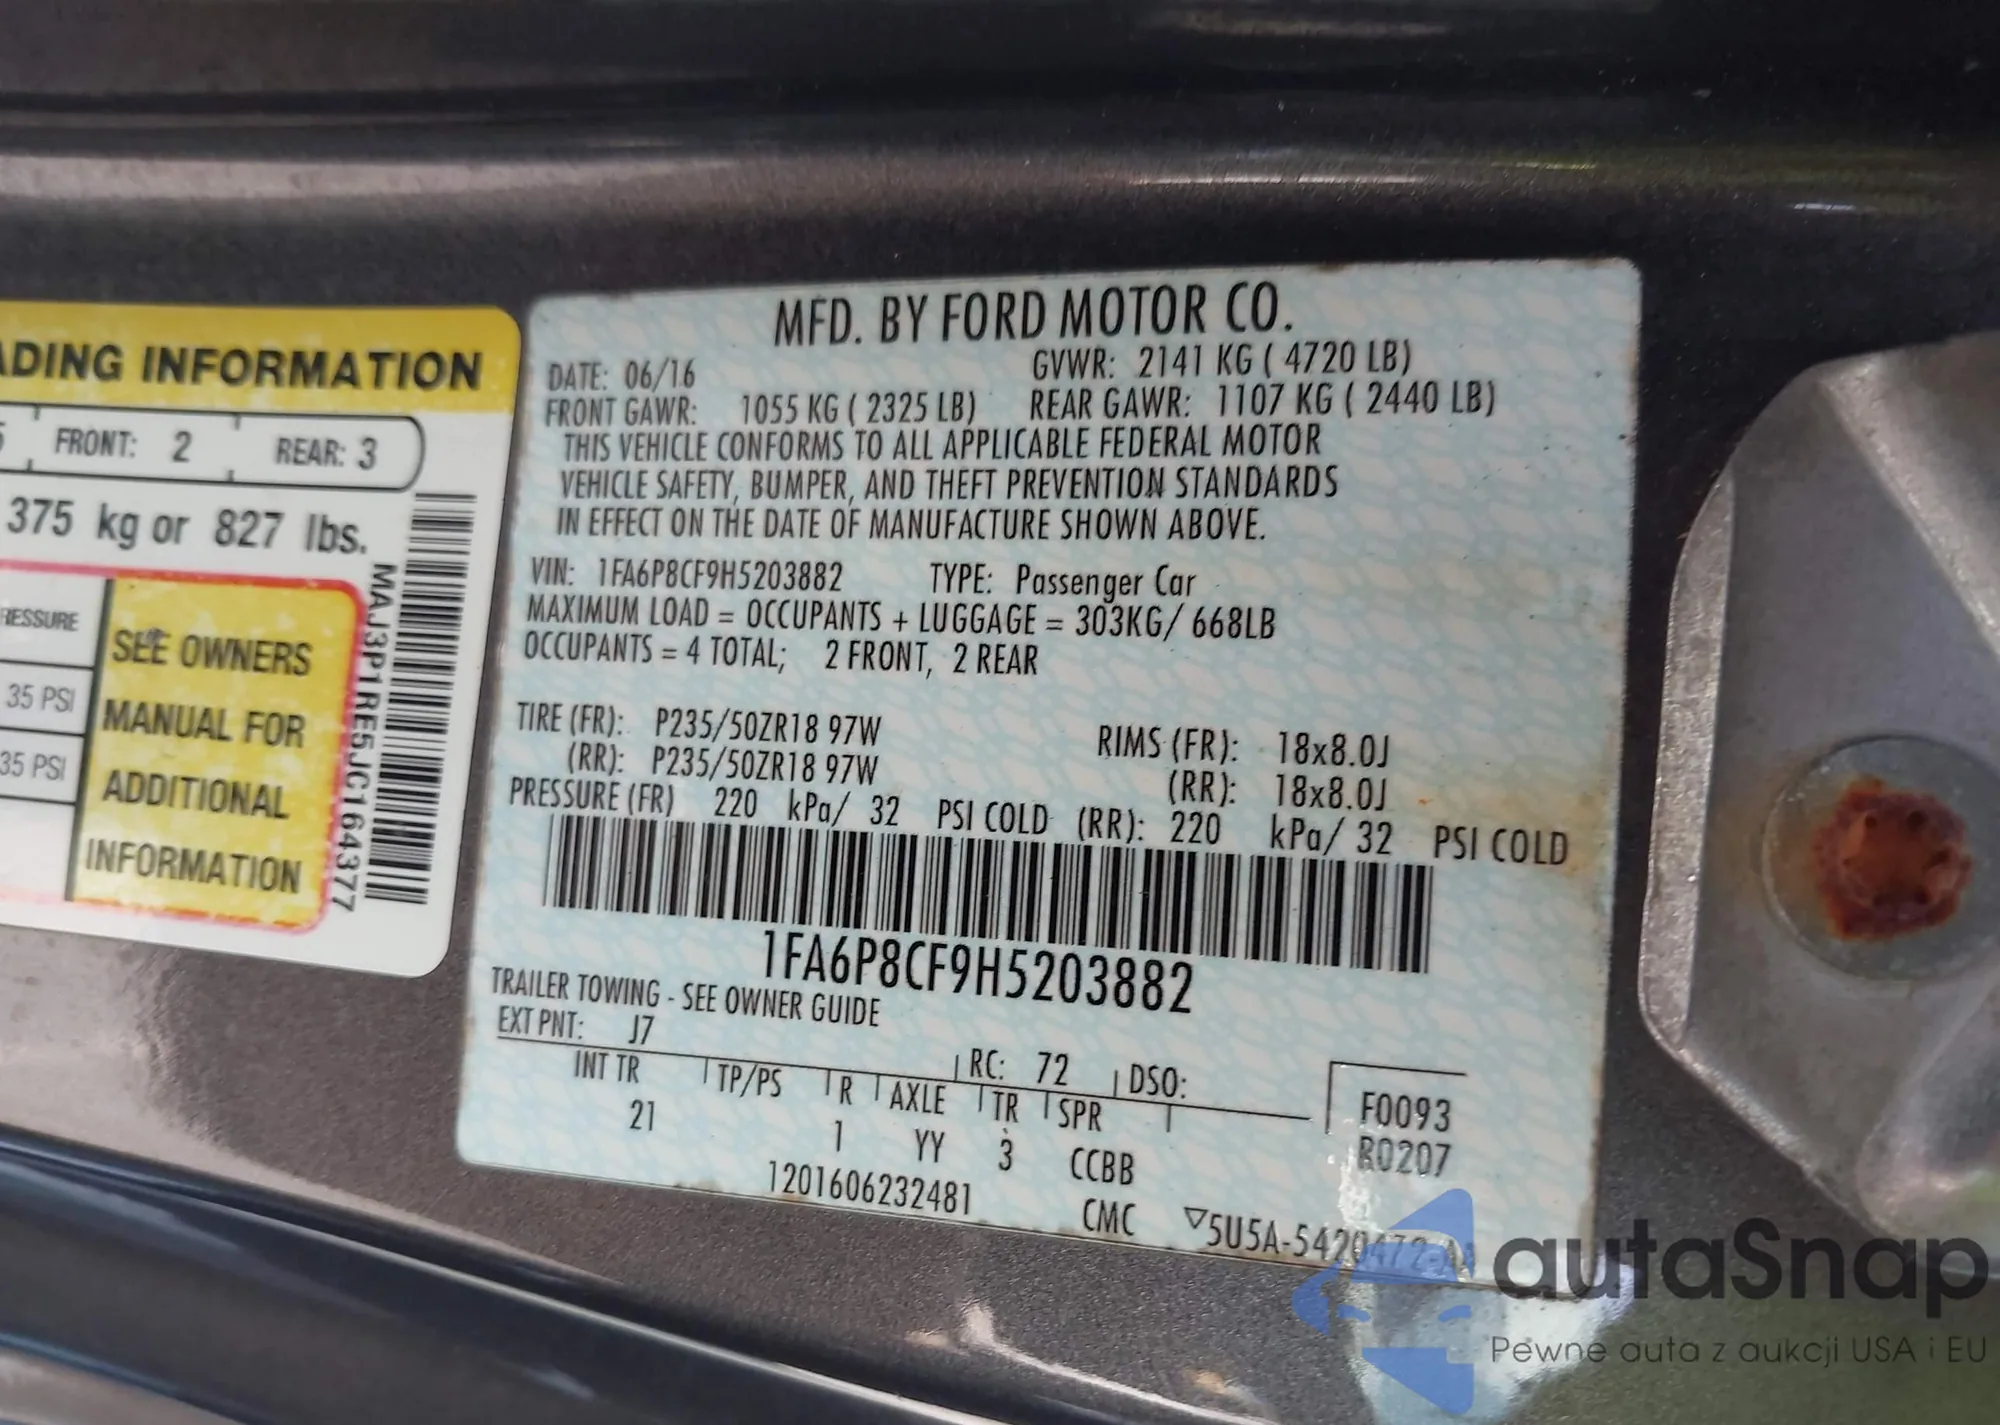 ADING INFORMATION
FRONT: 2 REAR: 3
375 kg or 827 lbs.
RESSURE
35 PSI
35 PSI
SEE OWNERS
MANUAL FOR
ADDITIONAL
INFORMATION
MAJ3P1RE5JC164377
MFD. BY FORD MOTOR CO.
DATE: 06/16 GVWR: 2141 KG ( 4720 LB)
FRONT GAWR: 1055 KG ( 2325 LB) REAR GAWR: 1107 KG ( 2440 LB)
THIS VEHICLE CONFORMS TO ALL APPLICABLE FEDERAL MOTOR
VEHICLE SAFETY, BUMPER, AND THEFT PREVENTION STANDARDS
IN EFFECT ON THE DATE OF MANUFACTURE SHOWN ABOVE.
VIN: 1FA6P8CF9H5203882 TYPE: Passenger Car
MAXIMUM LOAD = OCCUPANTS + LUGGAGE = 303KG/ 668LB
OCCUPANTS = 4 TOTAL; 2 FRONT, 2 REAR
TIRE (FR): P235/50ZR18 97W RIMS (FR): 18x8.0J
(RR): P235/50ZR18 97W (RR): 18x8.0J
PRESSURE (FR) 220 kPa/ 32 PSI COLD (RR): 220 kPa/ 32 PSI COLD
1FA6P8CF9H5203882
TRAILER TOWING - SEE OWNER GUIDE
EXT PNT: J7 RC: 72 DSO:
INT TR TP/PS R AXLE TR SPR F0093
21 1 YY 3 CCBB R0207
1201606232481 CMC
autaSnap
Pewne auta z aukcji USA i EU